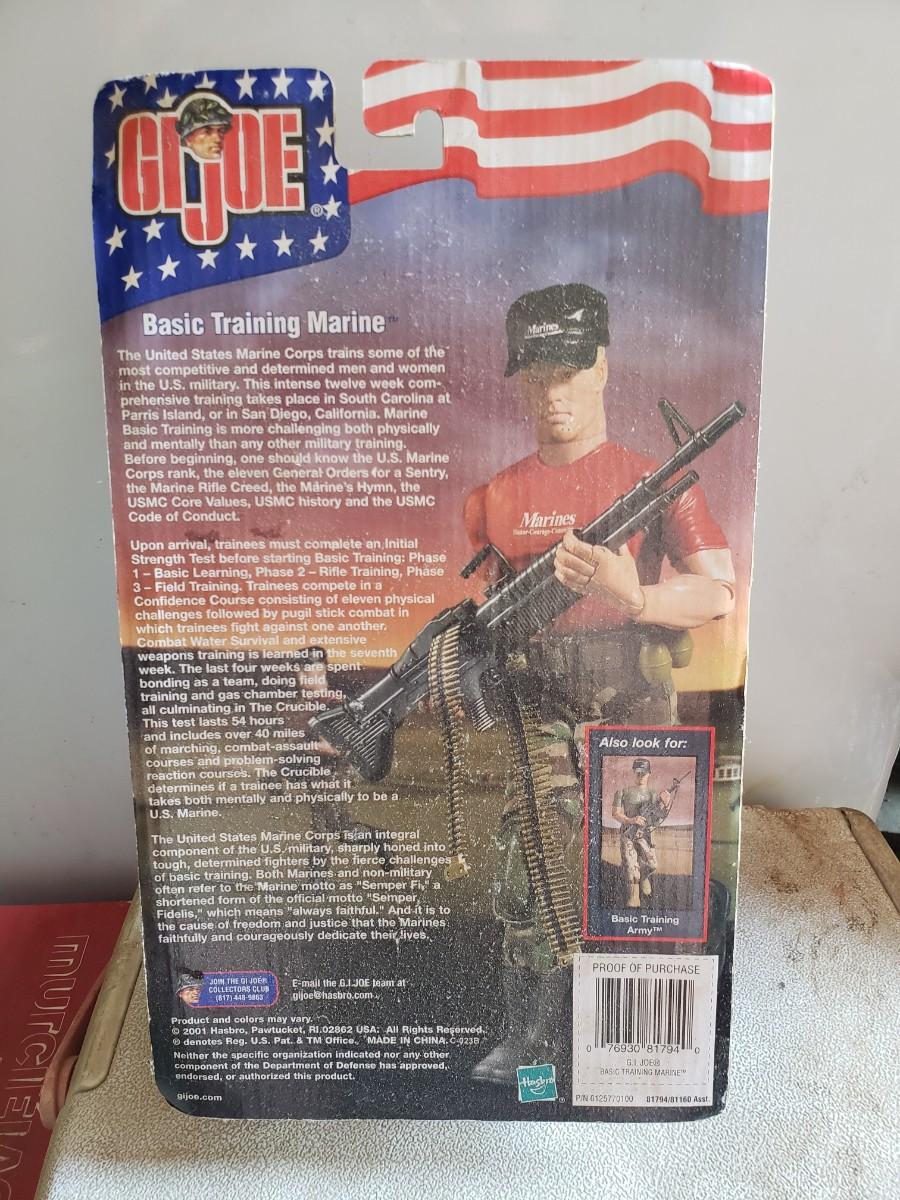 GI JOE
®
Basic Training Marine™
The United States Marine Corps trains some of the
most competitive and determined men and women
in the U.S. military. This intense twelve week com-
prehensive training takes place in South Carolina at
Parris Island, or in San Diego, California. Marine
Basic Training is more challenging both physically
and mentally than any other military training.
Before beginning, one should know the U.S. Marine
Corps rank, the eleven General Orders for a Sentry,
the Marine Rifle Creed, the Marine's Hymn, the
USMC Core Values, USMC history and the USMC
Code of Conduct.
Upon arrival, trainees must complete an Initial
Strength Test before starting Basic Training: Phase
1 – Basic Learning, Phase 2 – Rifle Training, Phase
3 – Field Training. Trainees compete in a
Confidence Course consisting of eleven physical
challenges followed by pugil stick combat in
which trainees fight against one another.
Combat Water Survival and extensive
weapons training is learned in the seventh
week. The last four weeks are spent
bonding as a team, doing field
training and gas chamber testing,
all culminating in The Crucible.
This test lasts 54 hours
and includes over 40 miles
of marching, combat-assault
courses and problem-solving
reaction courses. The Crucible
determines if a trainee has what it
takes both mentally and physically to be a
U.S. Marine.
The United States Marine Corps is an integral
component of the U.S. military, sharply honed into
tough, determined fighters by the fierce challenges
of basic training. Both Marines and non-military
often refer to the Marine motto as "Semper Fi," a
shortened form of the official motto "Semper
Fidelis," which means "always faithful." And it is to
the cause of freedom and justice that the Marines
faithfully and courageously dedicate their lives.
Marines
Marines
Also look for:
Basic Training
Army™
JOIN THE GI JOE®
COLLECTORS CLUB
(817) 448-9863
E-mail the G.I.JOE team at
gijoe@hasbro.com.
Product and colors may vary.
© 2001 Hasbro, Pawtucket, RI 02862 USA. All Rights Reserved.
® denotes Reg. U.S. Pat. & TM Office. MADE IN CHINA. C-023B
Neither the specific organization indicated nor any other
component of the Department of Defense has approved,
endorsed, or authorized this product.
gijoe.com
Hasbro
®
PROOF OF PURCHASE
0 76930 81794 0
G.I. JOE®
BASIC TRAINING MARINE™
P/N 6125770100 81794/81160 Asst.